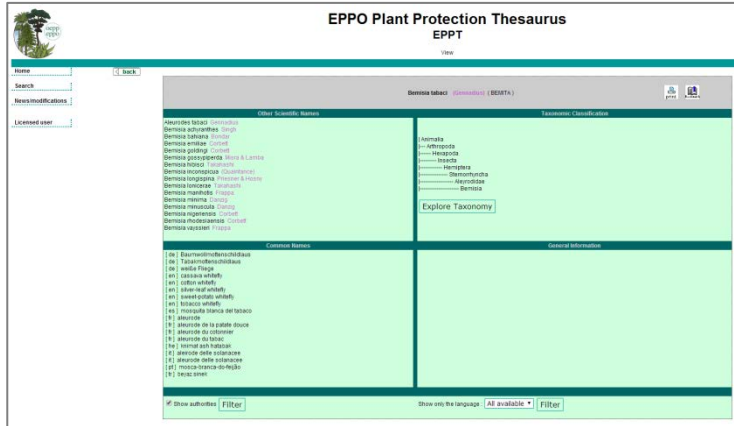 EPPO Plant Protection Thesaurus
EPPT
View
Home
back
Search
News/modifications
Licensed user
Bemisia tabaci (Gennadius) ( BEMITA )
print
Other Scientific Names
Aleurodes tabaci Gennadius
Bemisia achyranthes Singh
Bemisia bahiana Bondar
Bemisia emiliae Corbett
Bemisia goldingi Corbett
Bemisia gossypiperda Misra & Lamba
Bemisia hibisci Takahashi
Bemisia inconspicua (Quaintance)
Bemisia longispina Priesner & Hosny
Bemisia lonicerae Takahashi
Bemisia manihotis Frappa
Bemisia minima Danzig
Bemisia minuscula Danzig
Bemisia nigeriensis Corbett
Bemisia rhodesiaensis Corbett
Bemisia vayssieri Frappa
Taxonomic Classification
| Animalia
|--- Arthropoda
|------ Hexapoda
|--------- Insecta
|------------ Hemiptera
|--------------- Sternorrhyncha
|------------------ Aleyrodidae
|--------------------- Bemisia
Explore Taxonomy
Common Names
[ de ] Baumwollmottenschildlaus
[ de ] Tabakmottenschildlaus
[ de ] weiße Fliege
[ en ] cassava whitefly
[ en ] cotton whitefly
[ en ] silver-leaf whitefly
[ en ] sweet-potato whitefly
[ en ] tobacco whitefly
[ es ] mosquita blanca del tabaco
[ fr ] aleurode
[ fr ] aleurode de la patate douce
[ fr ] aleurode du cotonnier
[ fr ] aleurode du tabac
[ he ] knimat ash hatabak
[ it ] aleirode delle solanacee
[ it ] aleurode delle solanacee
[ pt ] mosca-branca-do-feijão
[ tr ] beyaz sinek
General Information
Show authorities Filter
Show only the language : All available Filter